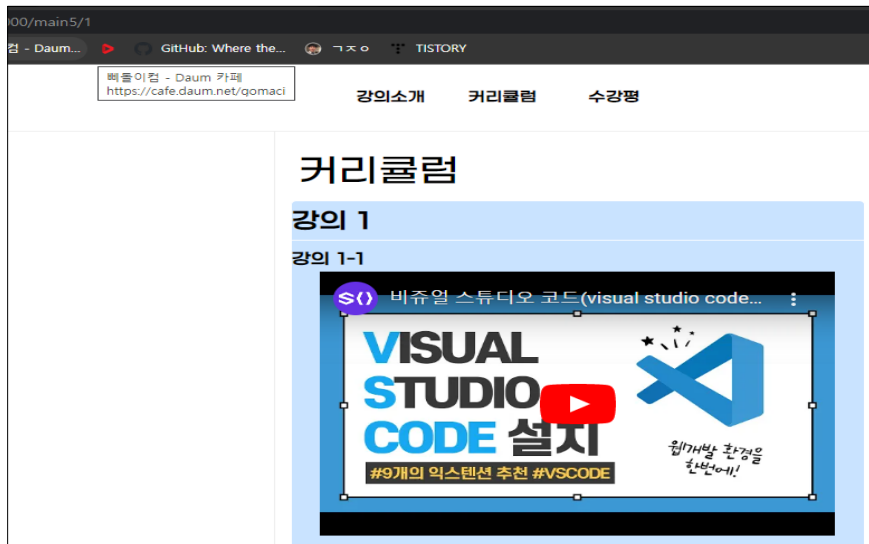 000/main5/1
컴 - Daum...
GitHub: Where the...
ㄱㅈㅇ
TISTORY
삐돌이컴 - Daum 카페
https://cafe.daum.net/gomaci
강의소개 커리큘럼 수강평
커리큘럼
강의 1
강의 1-1
비쥬얼 스튜디오 코드(visual studio code...
VISUAL
STUDIO
CODE 설치
#9개의 익스텐션 추천 #VSCODE
웹개발 환경을
한번에!